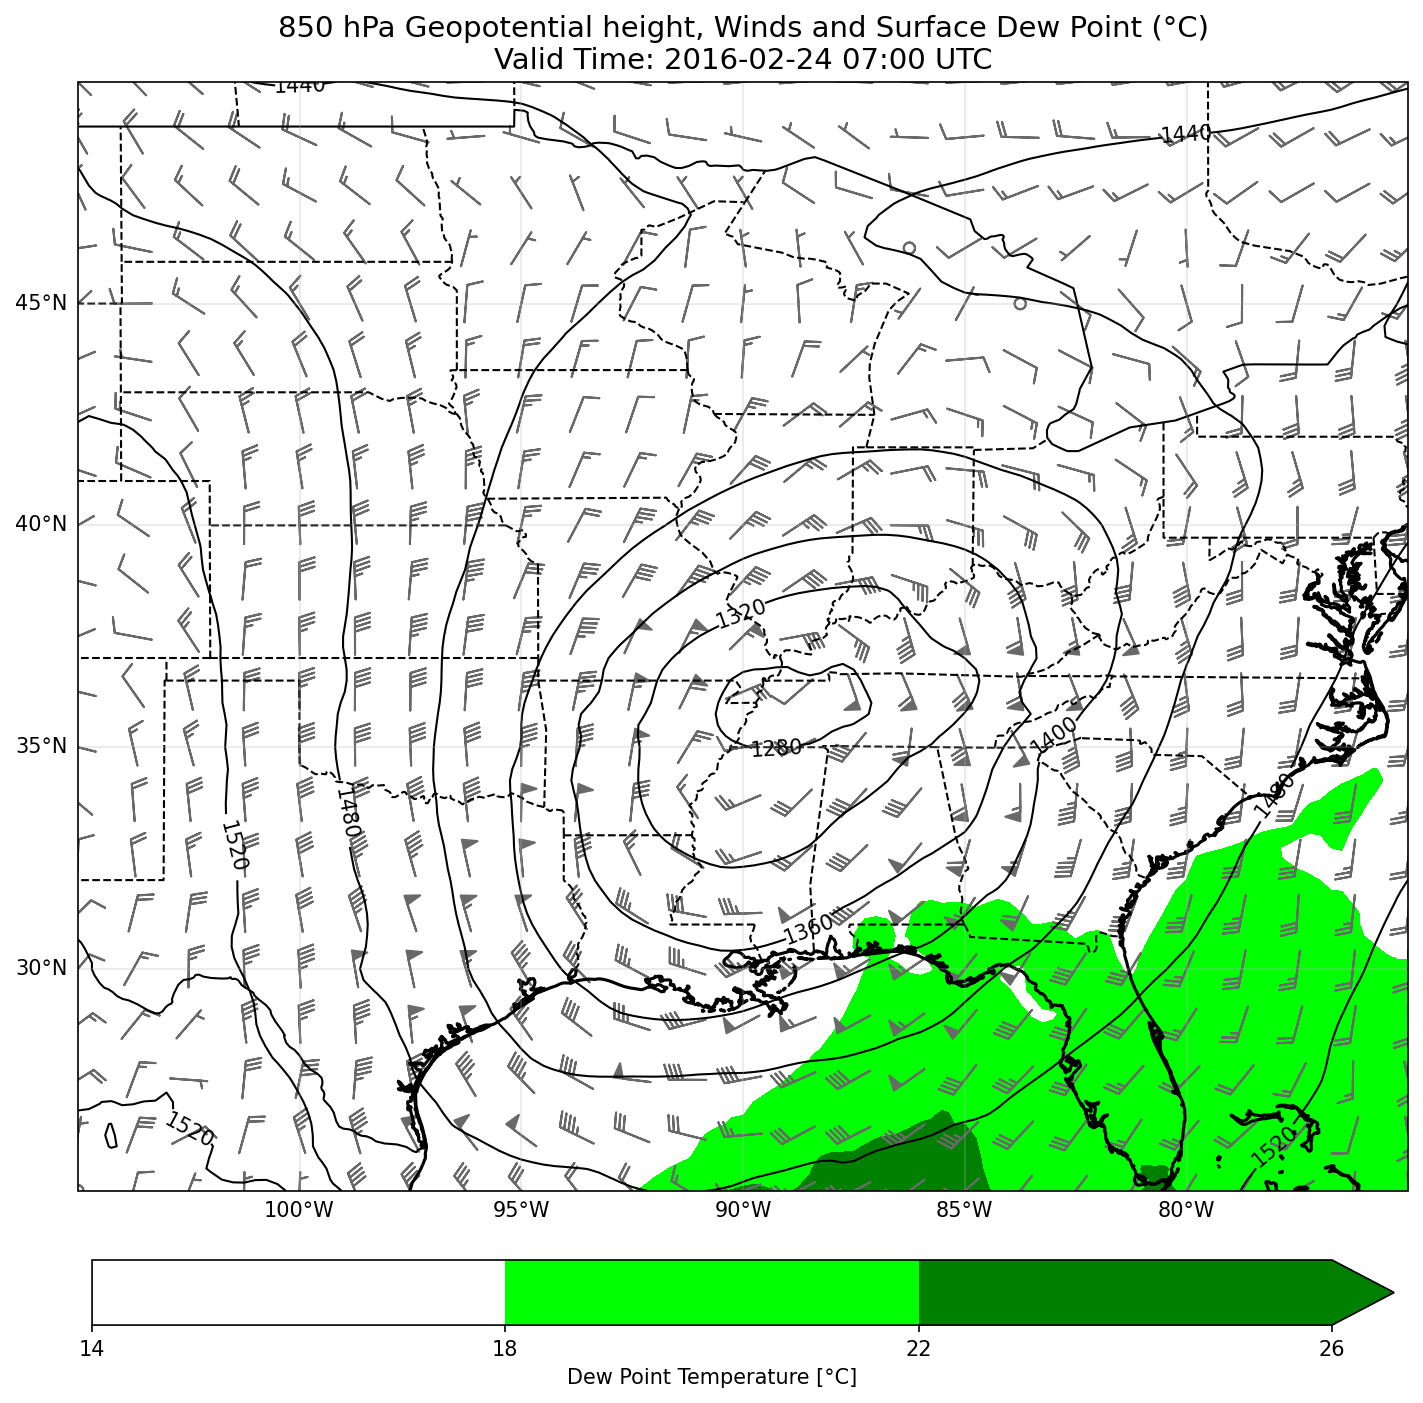 850 hPa Geopotential height, Winds and Surface Dew Point (°C)
Valid Time: 2016-02-24 07:00 UTC
1440
1440
45°N
40°N
1320
35°N
1280
1400
1480
1480
1520
1360
30°N
1520
1520
100°W 95°W 90°W 85°W 80°W
14 18 22 26
Dew Point Temperature [°C]